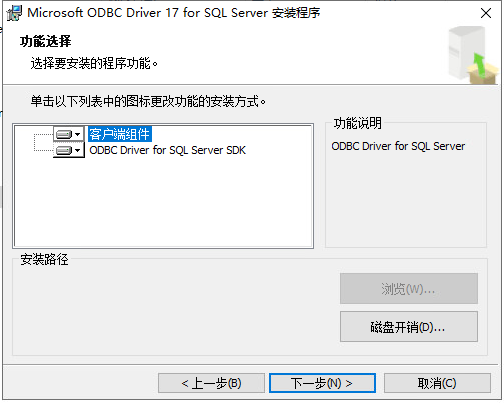 Microsoft ODBC Driver 17 for SQL Server 安装程序
功能选择
选择要安装的程序功能。
单击以下列表中的图标更改功能的安装方式。
客户端组件
ODBC Driver for SQL Server SDK
功能说明
ODBC Driver for SQL Server
安装路径
浏览(W)...
磁盘开销(D)...
< 上一步(B)
下一步(N) >
取消(C)